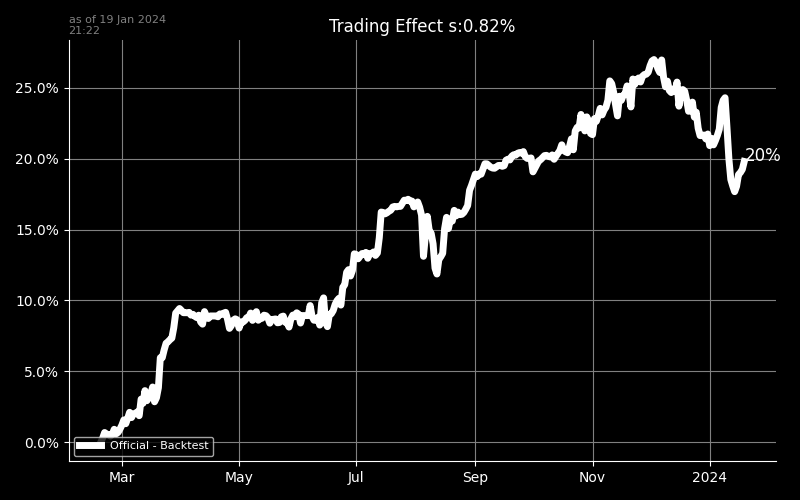 as of 19 Jan 2024
21:22
Trading Effect s:0.82%
25.0%
20.0%
15.0%
10.0%
5.0%
0.0%
20%
Official - Backtest
Mar
May
Jul
Sep
Nov
2024